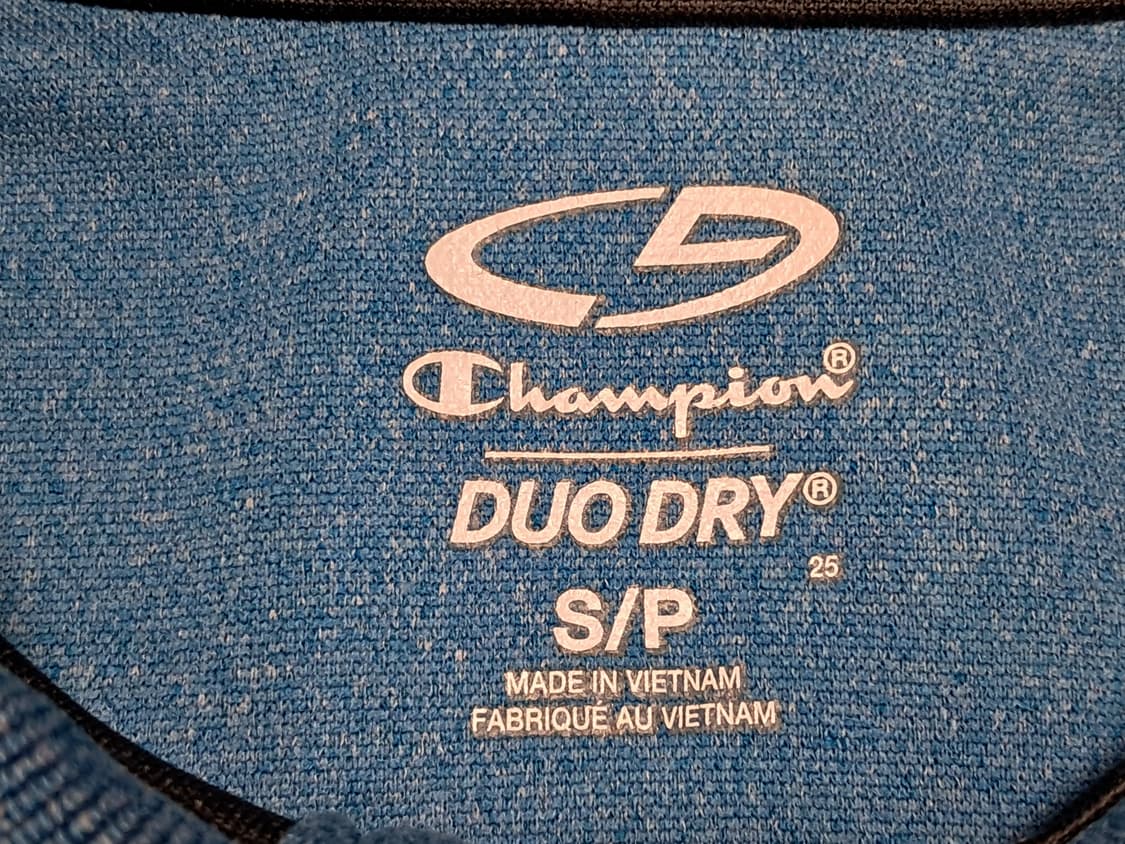 Champion®
DUO DRY®
25
S/P
MADE IN VIETNAM
FABRIQUÉ AU VIETNAM